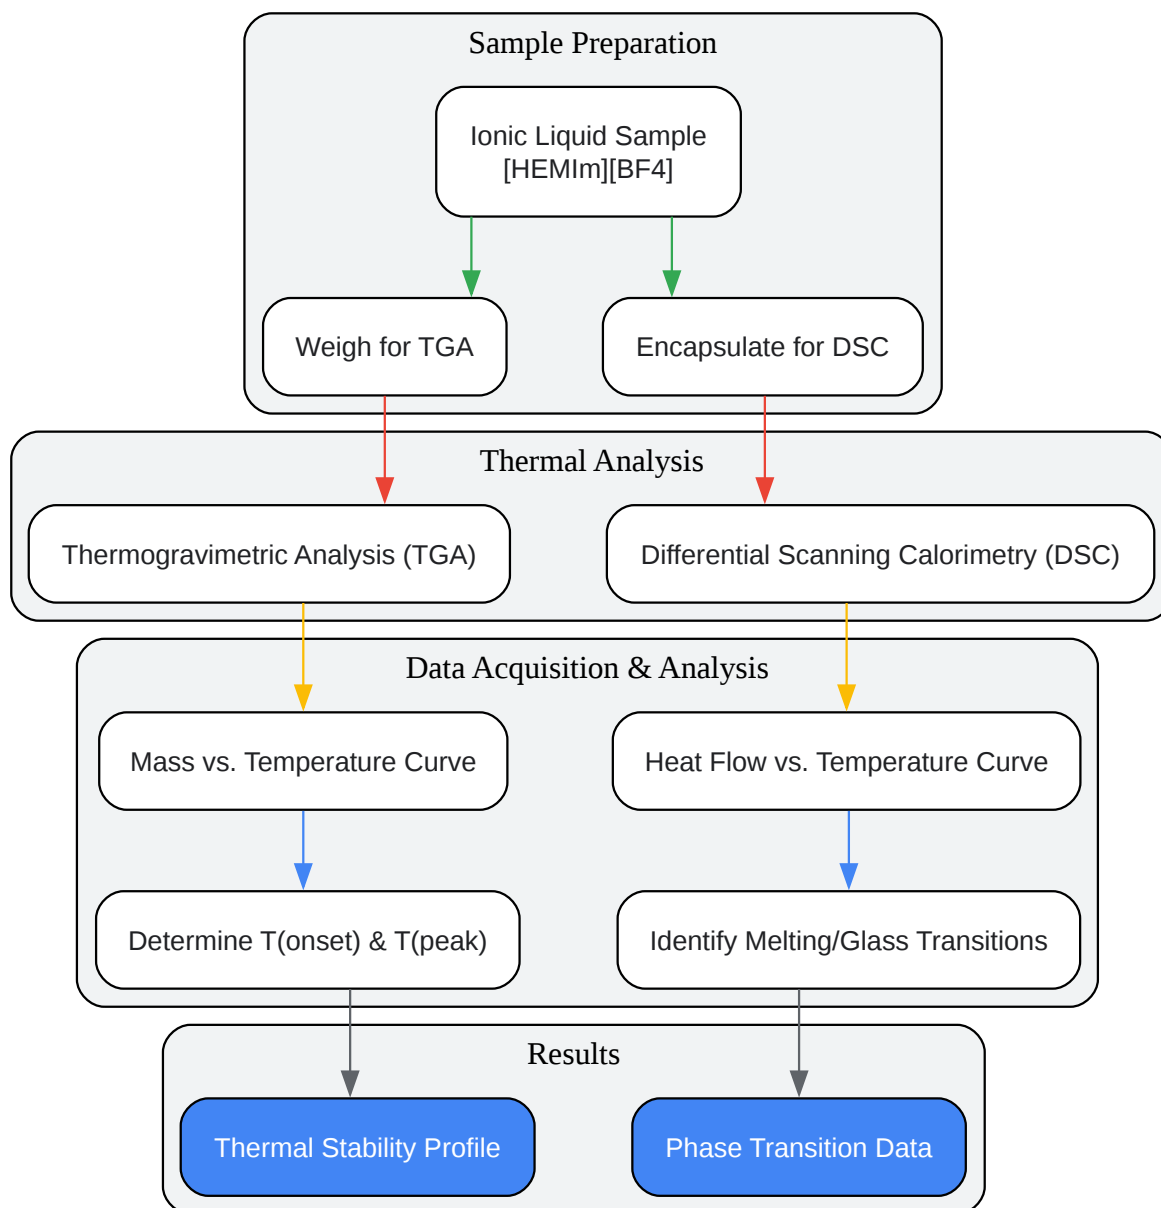 Sample Preparation
Ionic Liquid Sample
[HEMIm][BF4]
Weigh for TGA
Encapsulate for DSC
Thermal Analysis
Thermogravimetric Analysis (TGA)
Differential Scanning Calorimetry (DSC)
Data Acquisition & Analysis
Mass vs. Temperature Curve
Heat Flow vs. Temperature Curve
Determine T(onset) & T(peak)
Identify Melting/Glass Transitions
Results
Thermal Stability Profile
Phase Transition Data